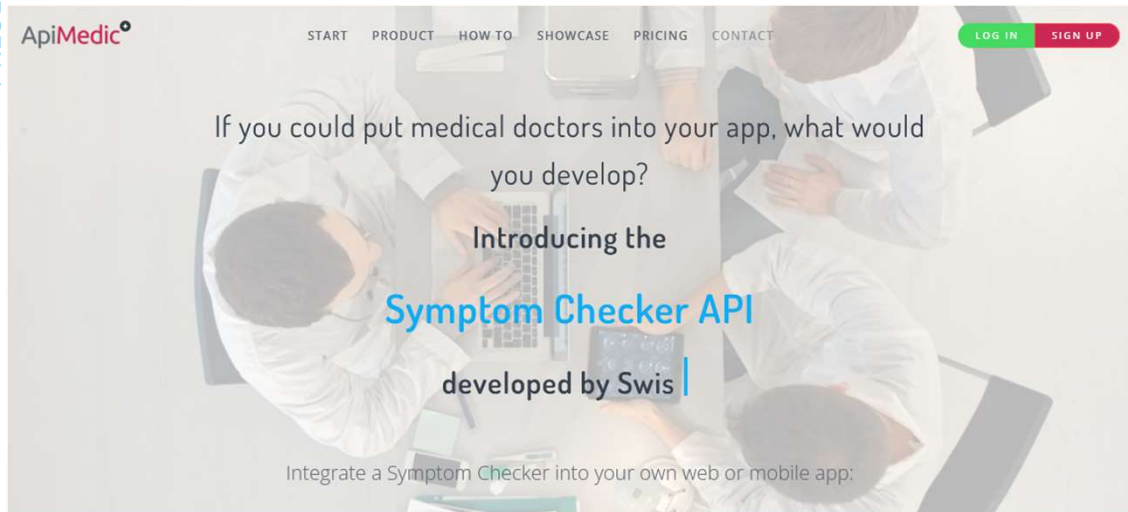 ApiMedic
START PRODUCT HOW TO SHOWCASE PRICING CONTACT
LOG IN SIGN UP
If you could put medical doctors into your app, what would
you develop?
Introducing the
Symptom Checker API
developed by Swis
Integrate a Symptom Checker into your own web or mobile app: